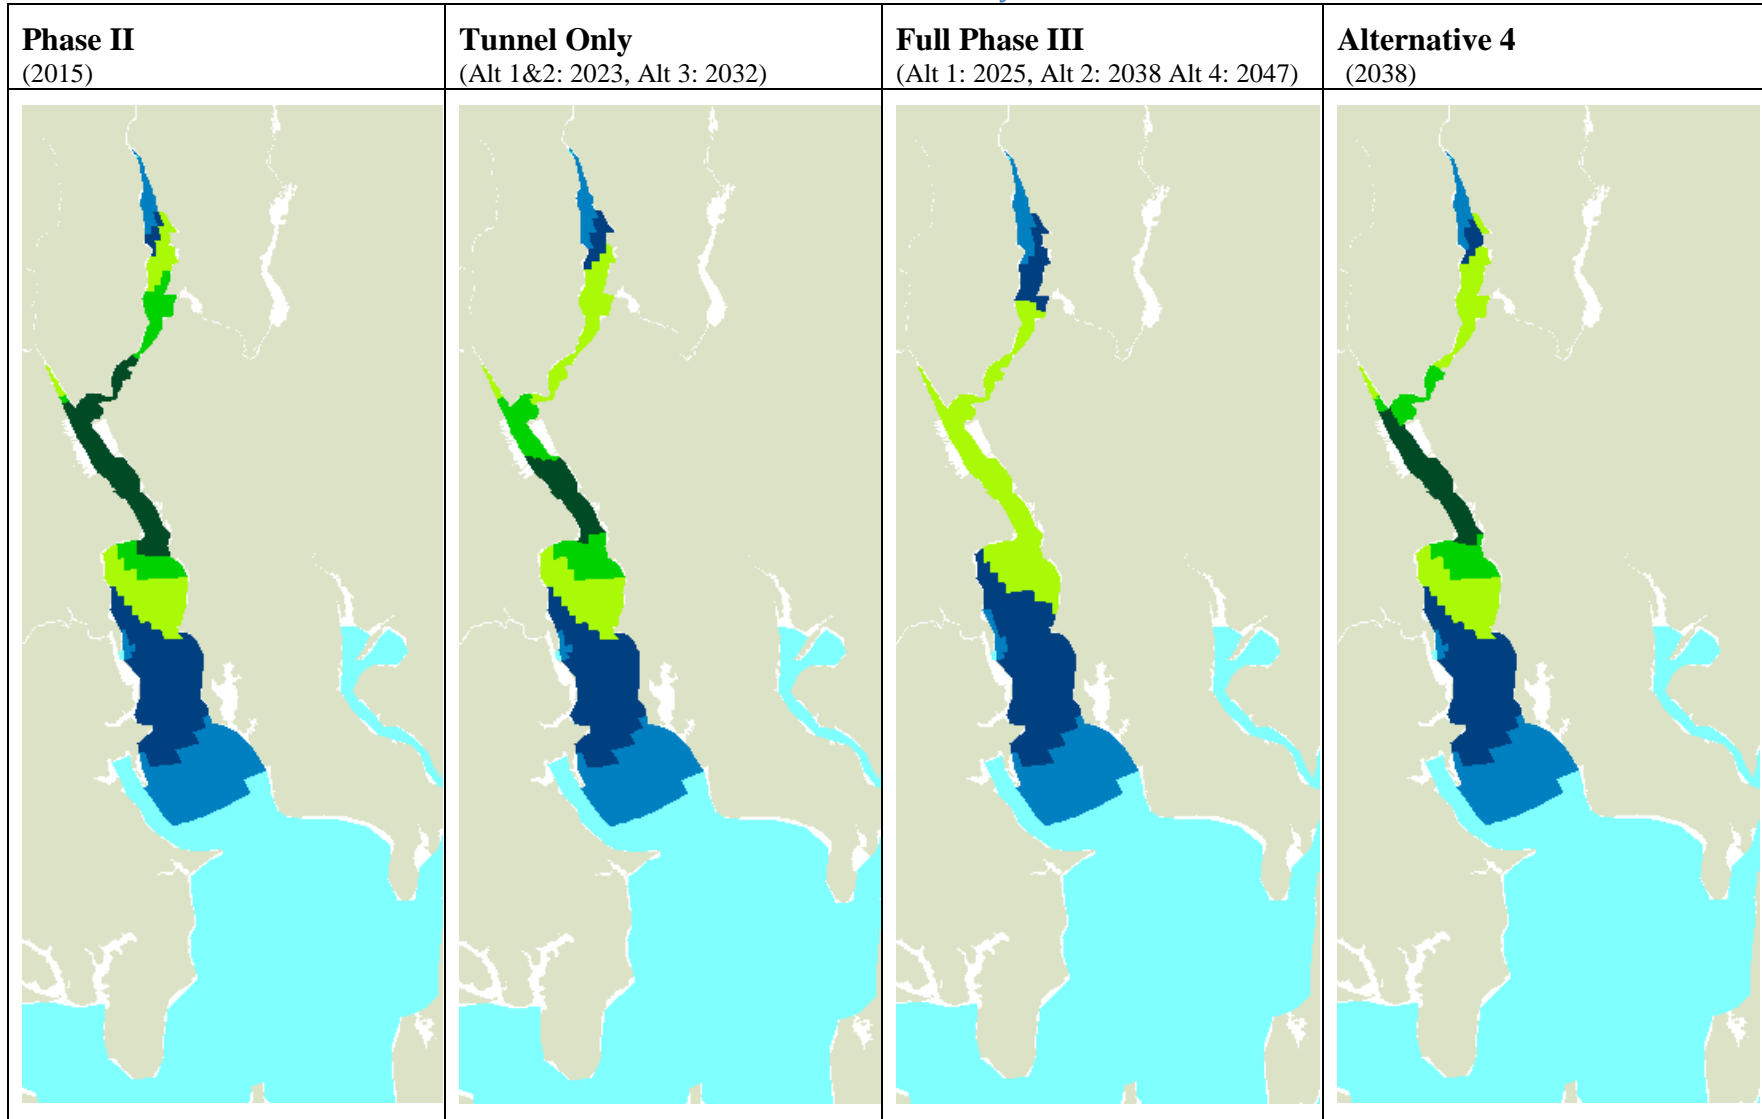 Phase II
(2015)
Tunnel Only
(Alt 1&2: 2023, Alt 3: 2032)
Full Phase III
(Alt 1: 2025, Alt 2: 2038 Alt 4: 2047)
Alternative 4
(2038)